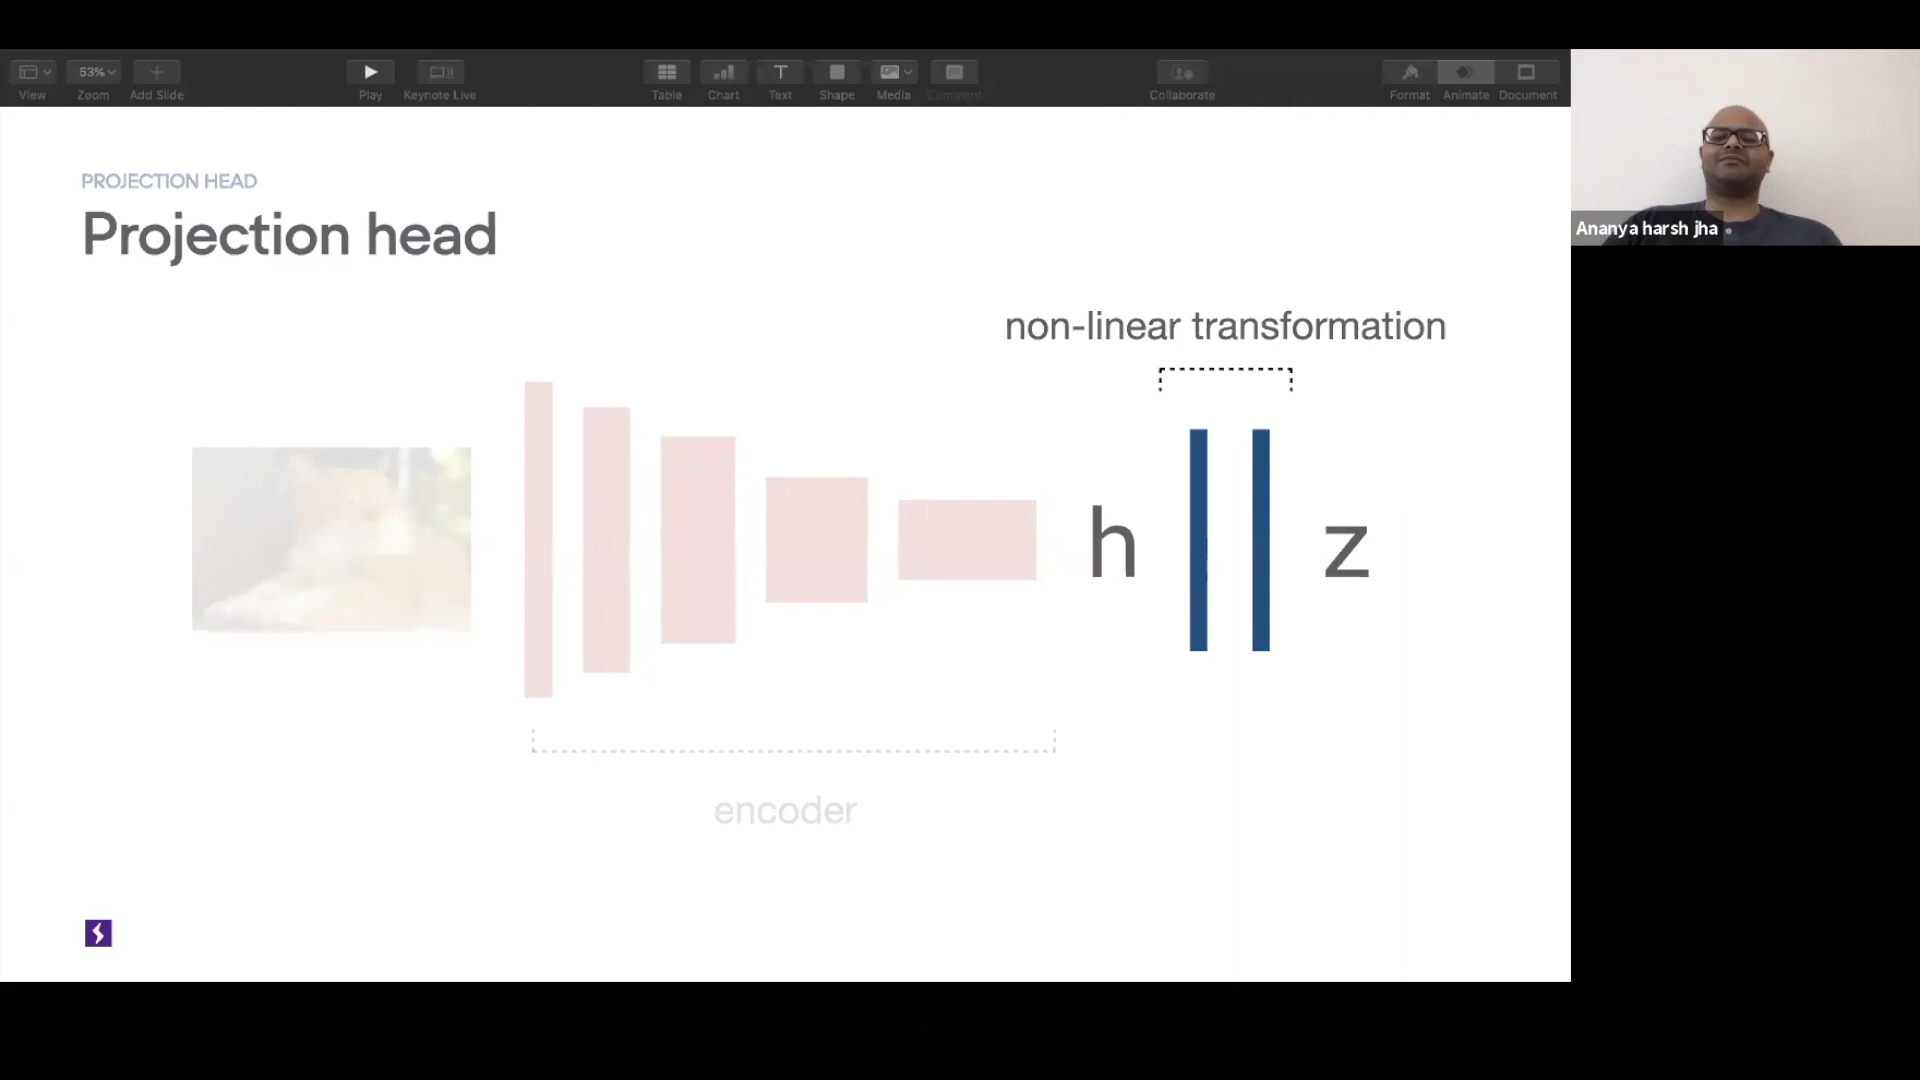 View
53%
Zoom
Add Slide
Play
Keynote Live
Table
Chart
T
Text
Shape
Media
Comment
Collaborate
Format
Animate
Document
Ananya harsh jha
PROJECTION HEAD
Projection head
non-linear transformation
h
z
encoder